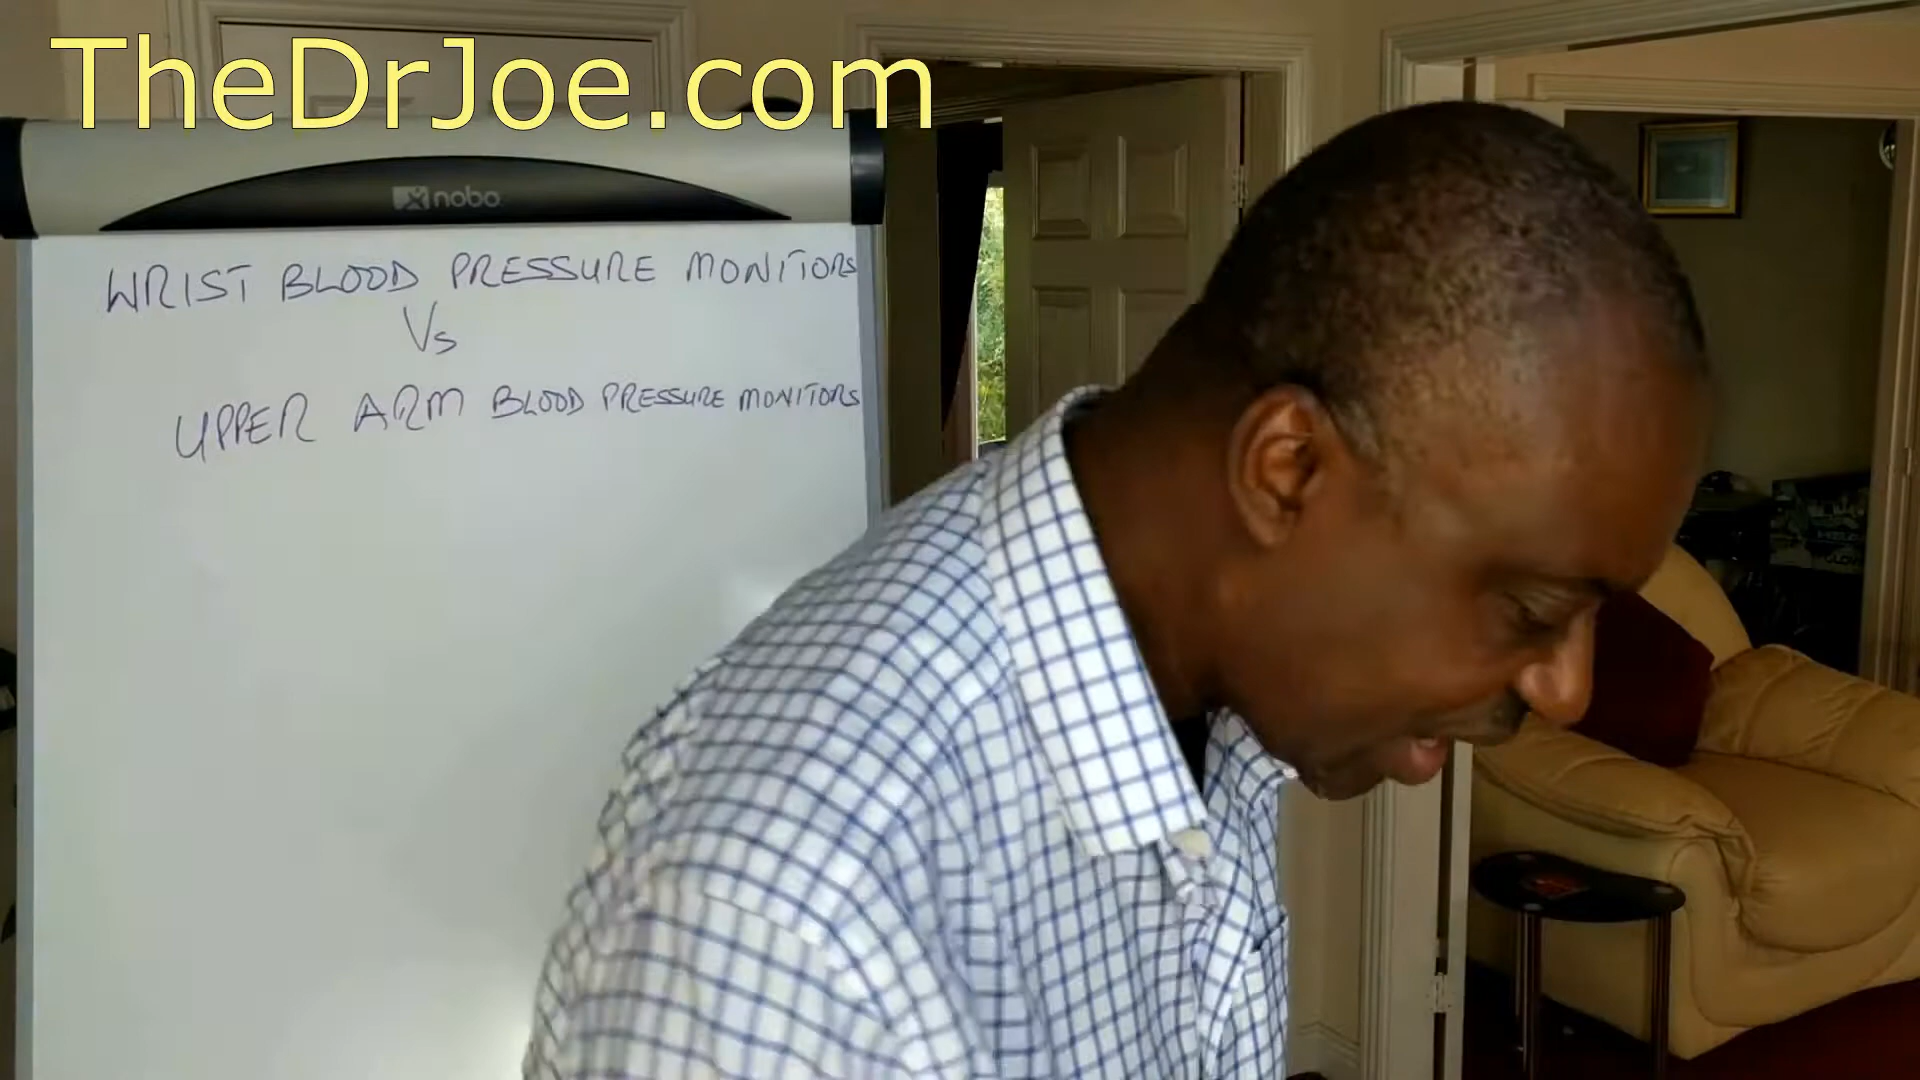 TheDrJoe.com
nobo
WRIST BLOOD PRESSURE MONITORS
Vs
UPPER ARM BLOOD PRESSURE MONITORS